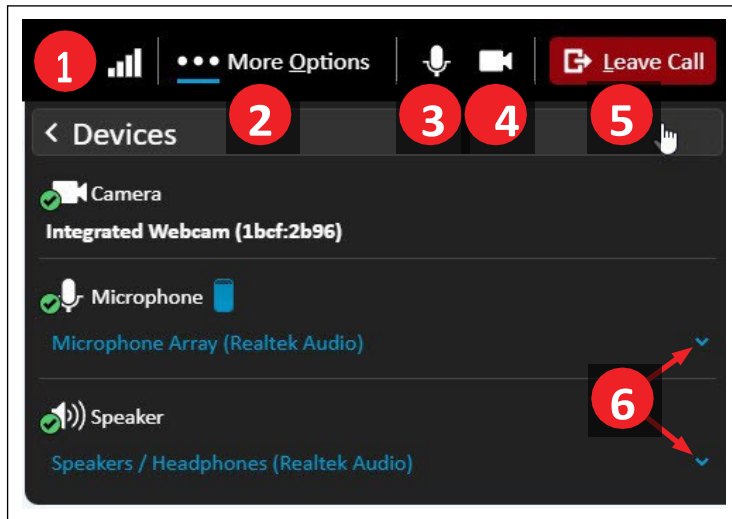 1 More Options Leave Call
2 3 4 5
< Devices
Camera
Integrated Webcam (1bcf:2b96)
Microphone
Microphone Array (Realtek Audio)
6
Speaker
Speakers / Headphones (Realtek Audio)